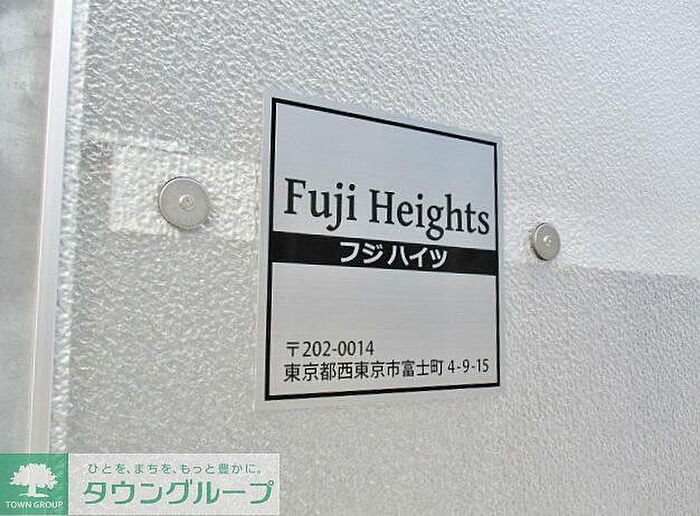 Fuji Heights
フジハイツ
〒202-0014
東京都西東京市富士町 4-9-15
ひとを、まちを、もっと豊かに。
タウングループ
TOWN GROUP